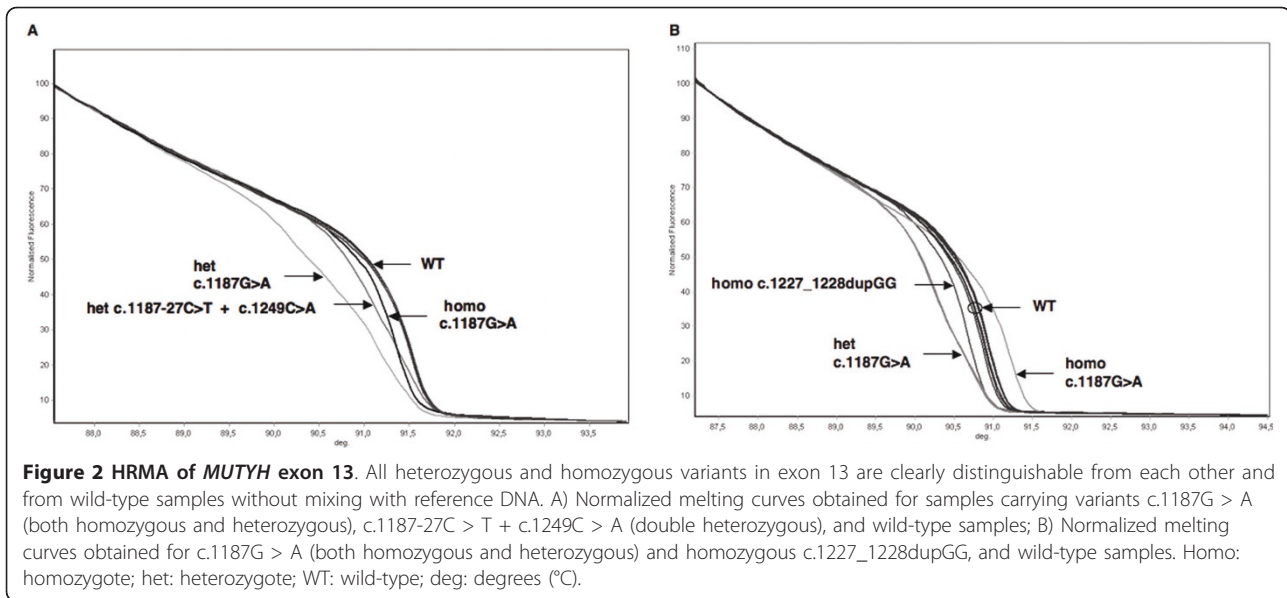 A
100
90
80
70
60
50
40
30
20
10
Normalised Fluorescence
het
c.1187G>A
het c.1187-27C>T + c.1249C>A
WT
homo
c.1187G>A
88,0 88,5 89,0 89,5 90,0 90,5 91,0 91,5 92,0 92,5 93,0 93,5
deg.
B
110
100
90
80
70
60
50
40
30
20
10
Normalised Fluorescence
homo c.1227_1228dupGG
het
c.1187G>A
WT
homo
c.1187G>A
87,5 88,0 88,5 89,0 89,5 90,0 90,5 91,0 91,5 92,0 92,5 93,0 93,5 94,0 94,5
deg.
Figure 2 HRMA of MUTYH exon 13. All heterozygous and homozygous variants in exon 13 are clearly distinguishable from each other and
from wild-type samples without mixing with reference DNA. A) Normalized melting curves obtained for samples carrying variants c.1187G > A
(both homozygous and heterozygous), c.1187-27C > T + c.1249C > A (double heterozygous), and wild-type samples; B) Normalized melting
curves obtained for c.1187G > A (both homozygous and heterozygous) and homozygous c.1227_1228dupGG, and wild-type samples. Homo:
homozygote; het: heterozygote; WT: wild-type; deg: degrees (°C).